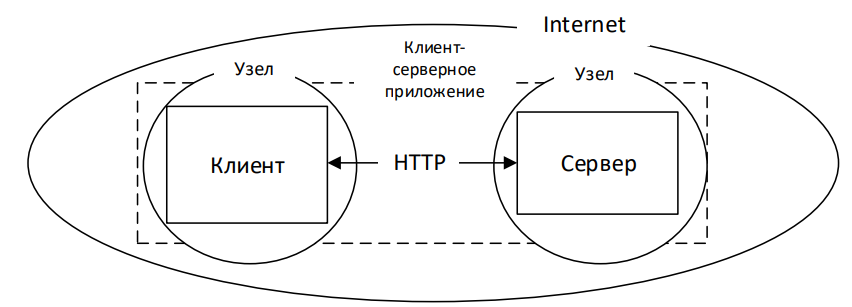 Internet
Клиент-
серверное
приложение
Узел
Узел
Клиент
HTTP
Сервер